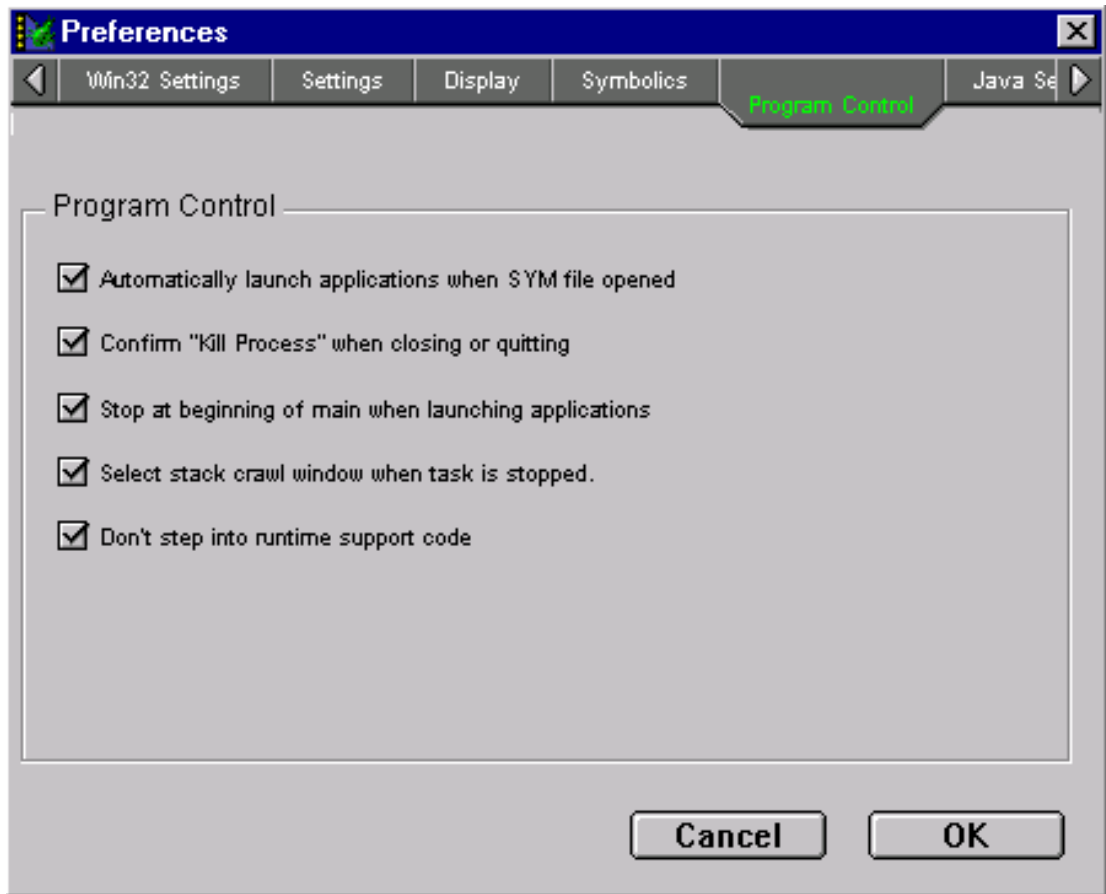 Preferences
Win32 Settings Settings Display Symbolics Program Control Java Se
Program Control
Automatically launch applications when SYM file opened
Confirm "Kill Process" when closing or quitting
Stop at beginning of main when launching applications
Select stack crawl window when task is stopped.
Don't step into runtime support code
Cancel OK